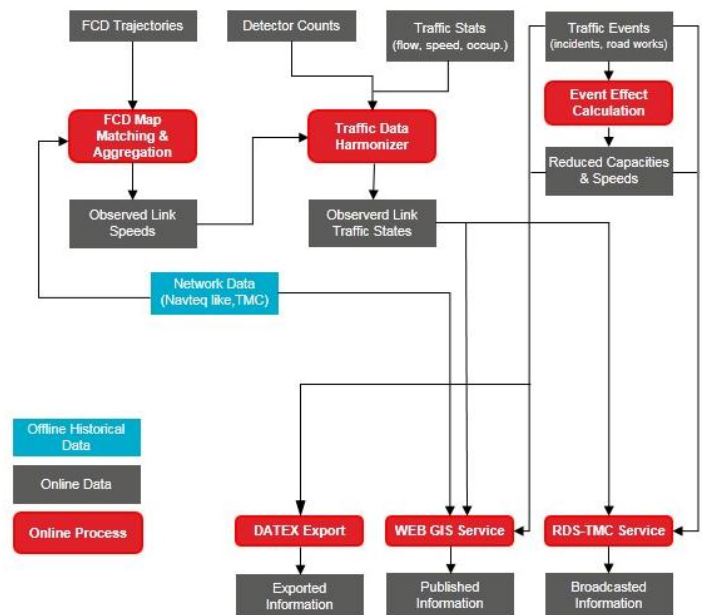 FCD Trajectories
Detector Counts
Traffic Stats
(flow, speed, occup.)
Traffic Events
(incidents, road works)
FCD Map
Matching &
Aggregation
Traffic Data
Harmonizer
Event Effect
Calculation
Reduced Capacities
& Speeds
Observed Link
Speeds
Observerd Link
Traffic States
Network Data
(Navteq like,TMC)
Offline Historical
Data
Online Data
Online Process
DATEX Export
WEB GIS Service
RDS-TMC Service
Exported
Information
Published
Information
Broadcasted
Information